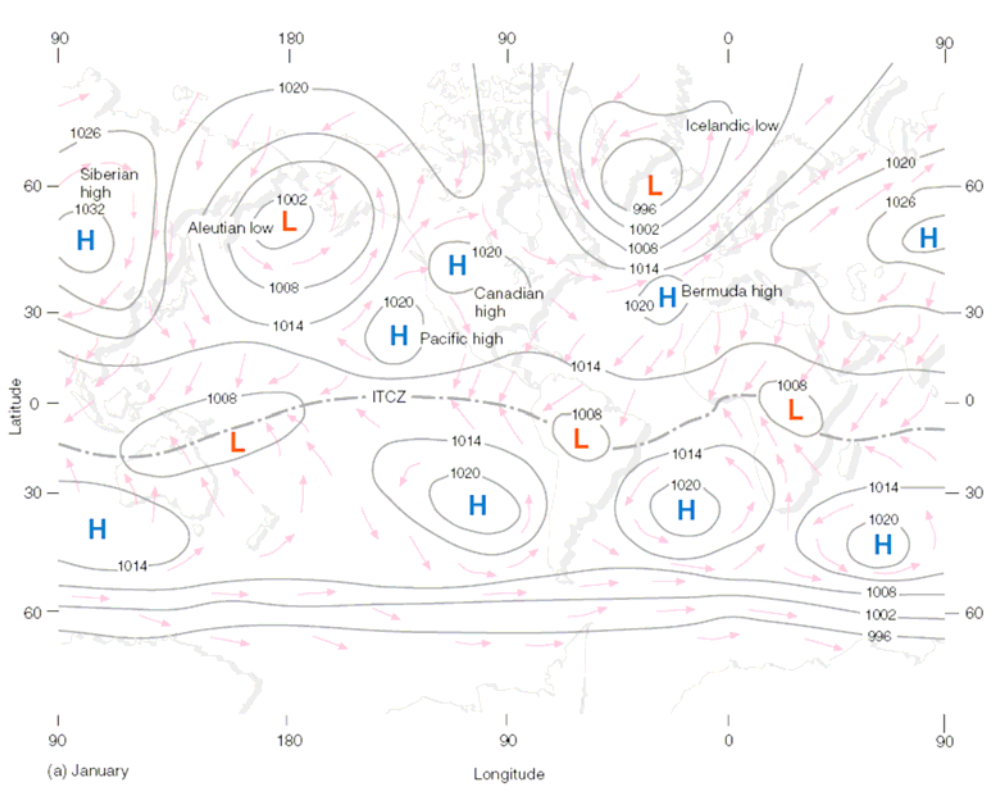 90 180 90 0 90
1020
Icelandic low
1026
1020
Siberian
high
60 L 60
1032 1002 996 1026
Aleutian low L 1002
H H
1008
1020
H 1014
1008 Canadian
high
H Bermuda high
1020 1020
30 30
1014 H Pacific high
1014
1008 1008
ITCZ
0 L 0
1008
L L
1014 1014
1020 1020
30 1014 30
H H
H 1020
H
1014
1008
60 1002 60
996
90 180 90 0 90
Latitude
(a) January Longitude